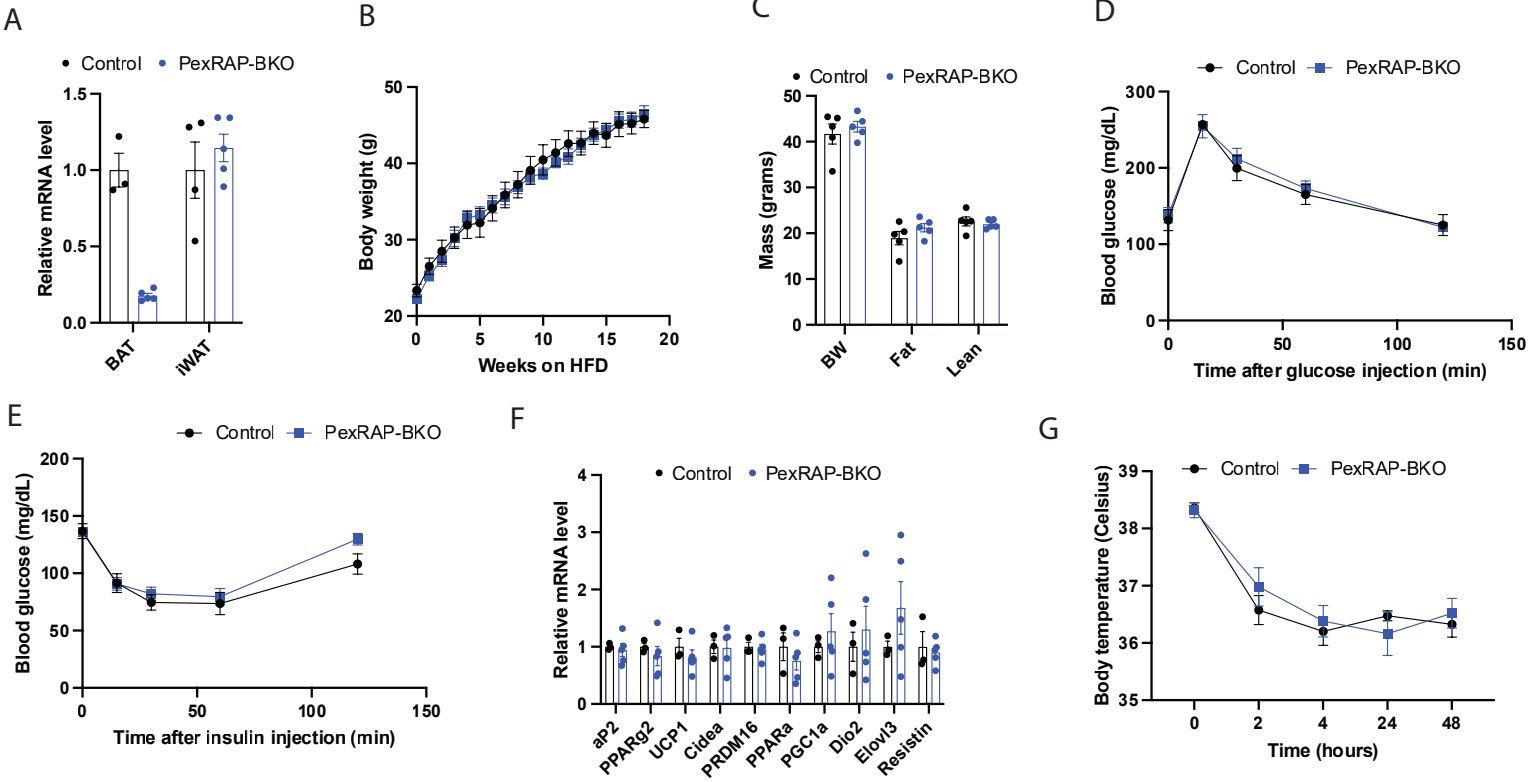 A
Control PexRAP-BKO
Relative mRNA level
1.5
1.0
0.5
0.0
BAT
iWAT
B
Body weight (g)
50
40
30
20
0 5 10 15 20
Weeks on HFD
C
Control PexRAP-BKO
Mass (grams)
50
40
30
20
10
0
BW
Fat
Lean
D
Control PexRAP-BKO
Blood glucose (mg/dL)
300
200
100
0
0 50 100 150
Time after glucose injection (min)
E
Control PexRAP-BKO
Blood glucose (mg/dL)
200
150
100
50
0
0 50 100 150
Time after insulin injection (min)
F
Control PexRAP-BKO
Relative mRNA level
4
3
2
1
0
aP2
PPARg2
UCP1
Cidea
PRDM16
PPARa
PGC1a
Dio2
Elovl3
Resistin
G
Control PexRAP-BKO
Body temperature (Celsius)
39
38
37
36
35
0 2 4 24 48
Time (hours)